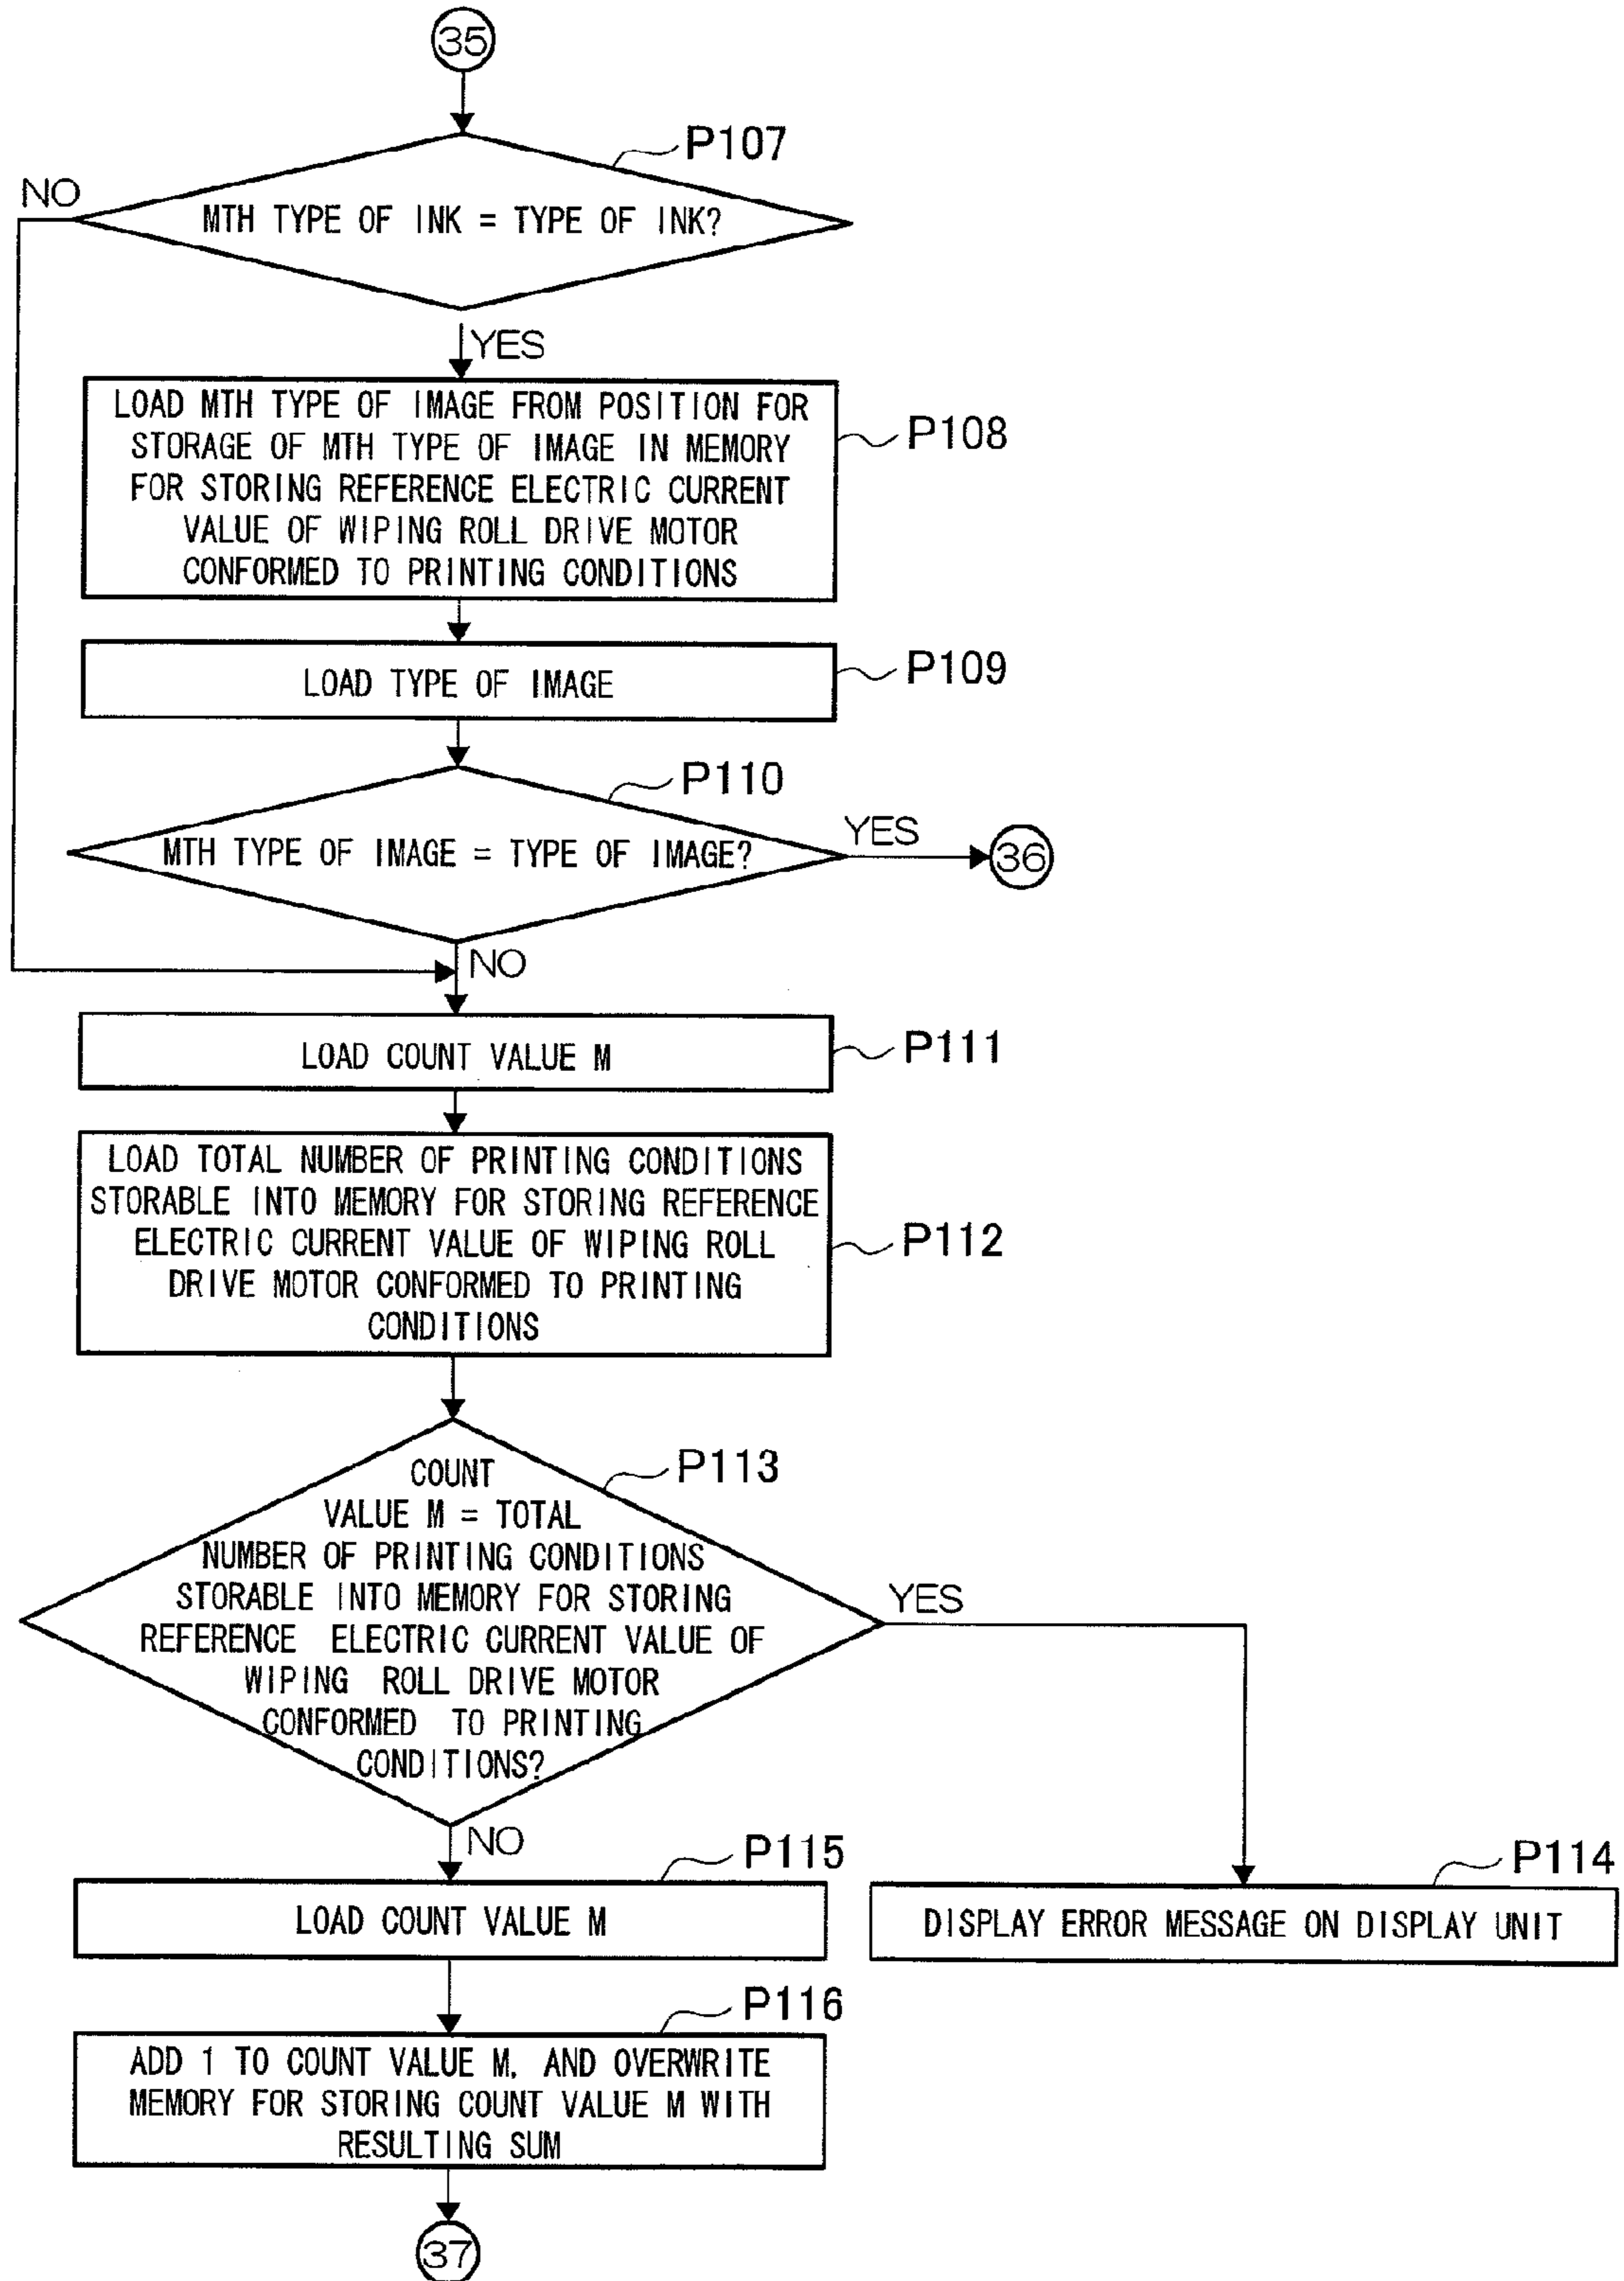 35
P107
NO
MTH TYPE OF INK = TYPE OF INK?
YES
LOAD MTH TYPE OF IMAGE FROM POSITION FOR
STORAGE OF MTH TYPE OF IMAGE IN MEMORY
FOR STORING REFERENCE ELECTRIC CURRENT
VALUE OF WIPING ROLL DRIVE MOTOR
CONFORMED TO PRINTING CONDITIONS
P108
LOAD TYPE OF IMAGE
P109
P110
MTH TYPE OF IMAGE = TYPE OF IMAGE?
YES
36
NO
LOAD COUNT VALUE M
P111
LOAD TOTAL NUMBER OF PRINTING CONDITIONS
STORABLE INTO MEMORY FOR STORING REFERENCE
ELECTRIC CURRENT VALUE OF WIPING ROLL
DRIVE MOTOR CONFORMED TO PRINTING
CONDITIONS
P112
P113
COUNT
VALUE M = TOTAL
NUMBER OF PRINTING CONDITIONS
STORABLE INTO MEMORY FOR STORING
REFERENCE ELECTRIC CURRENT VALUE OF
WIPING ROLL DRIVE MOTOR
CONFORMED TO PRINTING
CONDITIONS?
YES
NO
P115
LOAD COUNT VALUE M
P114
DISPLAY ERROR MESSAGE ON DISPLAY UNIT
P116
ADD 1 TO COUNT VALUE M, AND OVERWRITE
MEMORY FOR STORING COUNT VALUE M WITH
RESULTING SUM
37